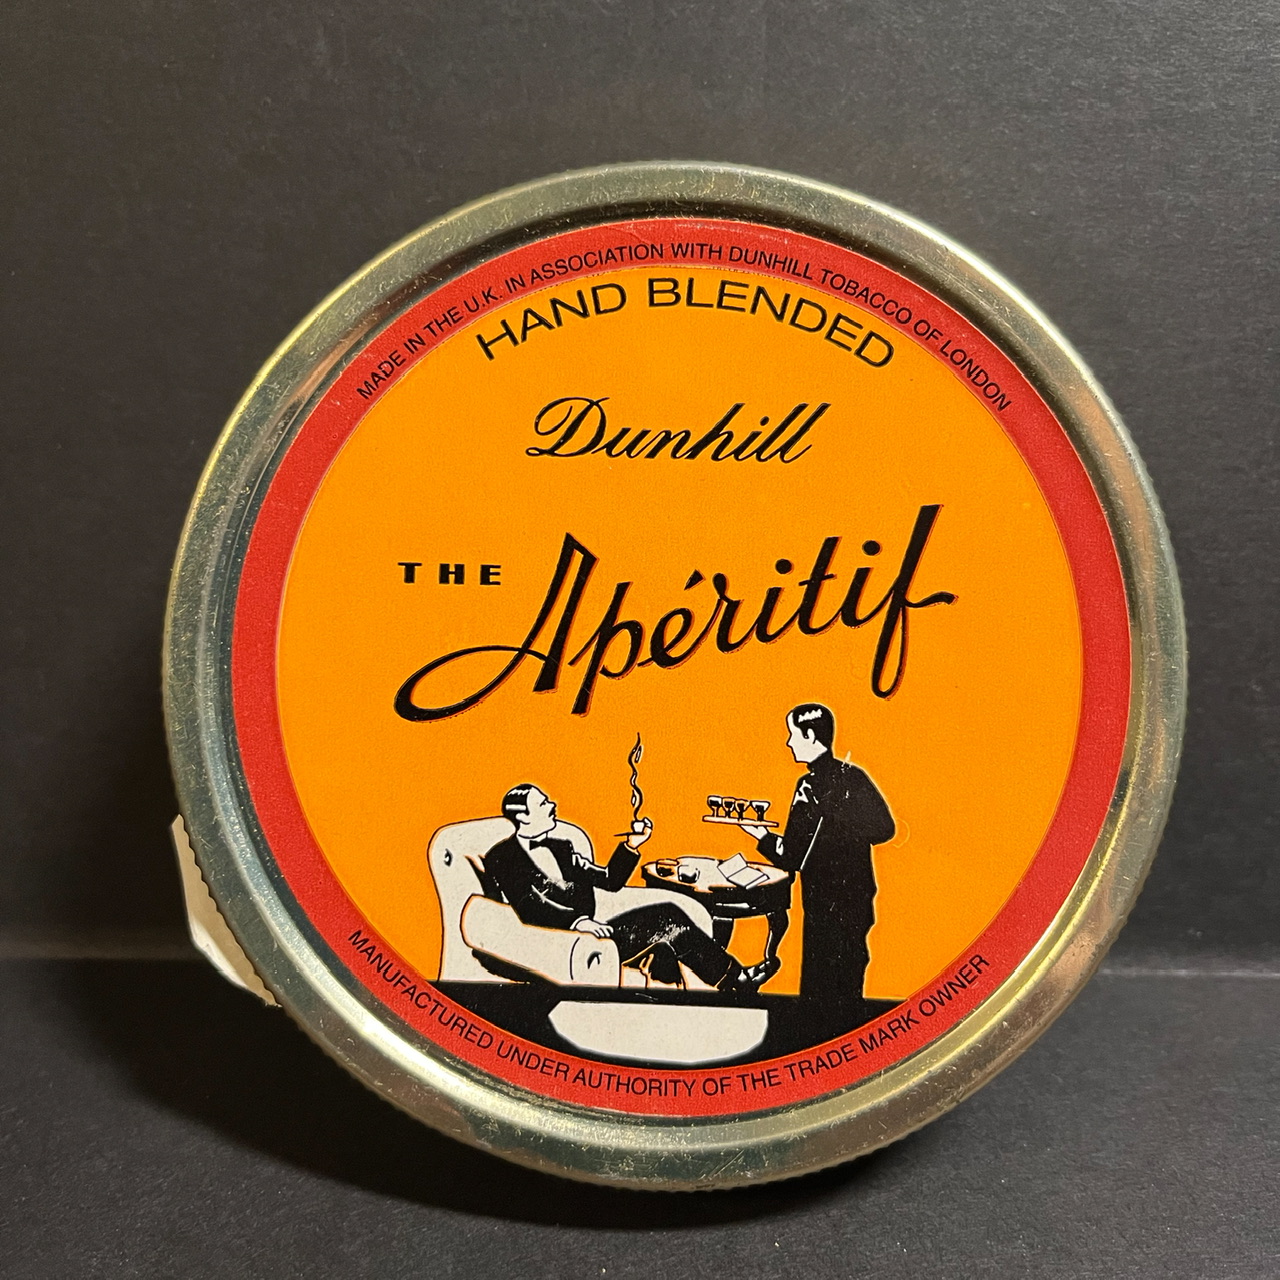 MADE IN THE U.K. IN ASSOCIATION WITH DUNHILL TOBACCO OF LONDON
HAND BLENDED
Dunhill
THE Apéritif
MANUFACTURED UNDER AUTHORITY OF THE TRADE MARK OWNER